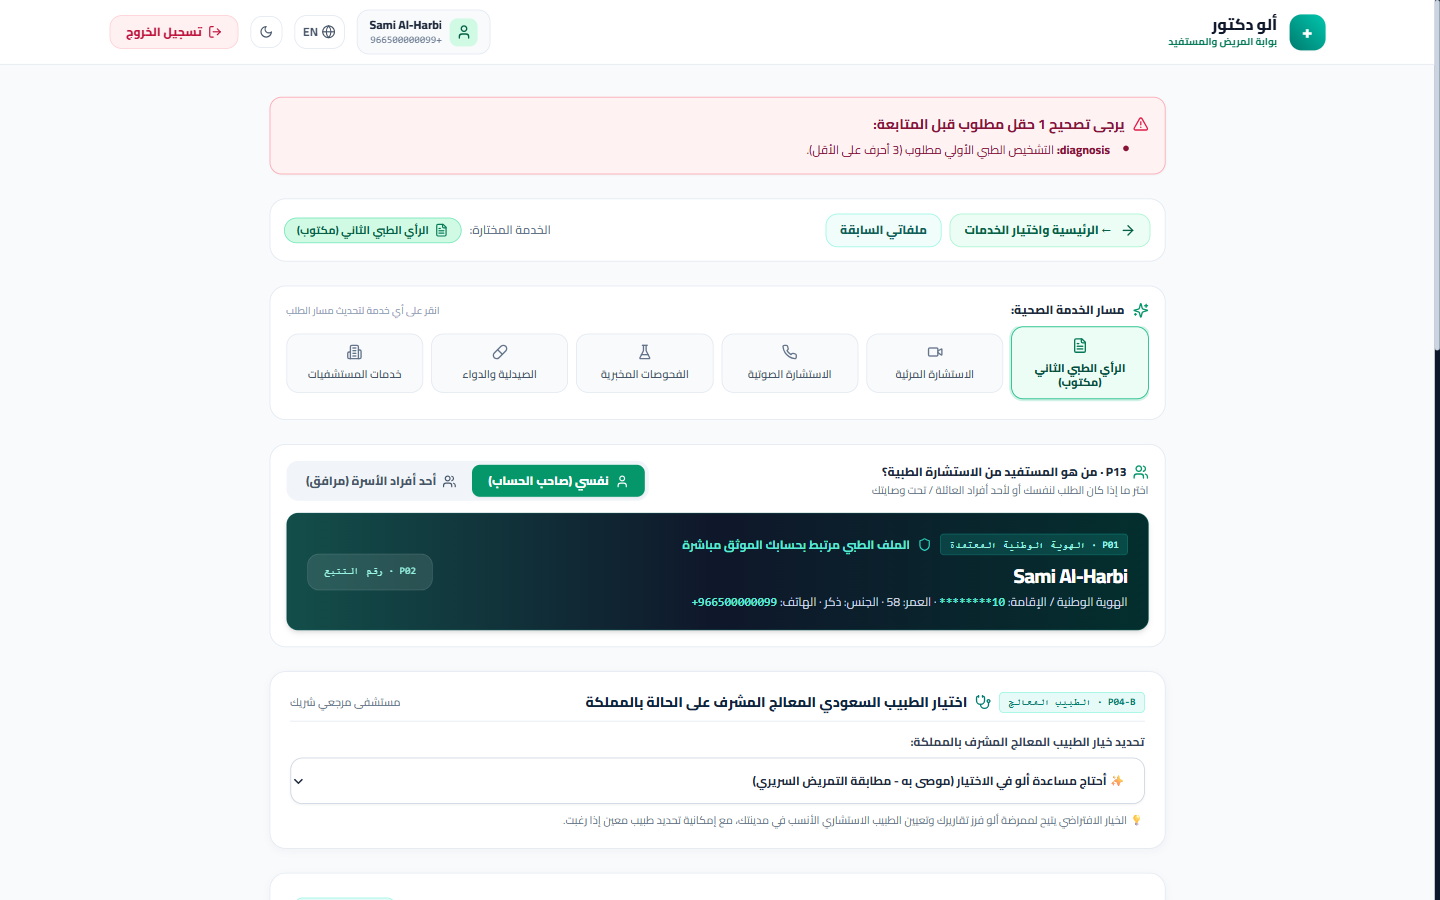 ألو دكتور
بوابة المريض والمستفيد
Sami Al-Harbi
966500000099+
EN
تسجيل الخروج
يرجى تصحيح 1 حقل مطلوب قبل المتابعة:
diagnosis: التشخيص الطبي الأولي مطلوب (3 أحرف على الأقل).
← الرئيسية واختيار الخدمات
ملفاتي السابقة
الخدمة المختارة:
الرأي الطبي الثاني (مكتوب)
مسار الخدمة الصحية:
انقر على أي خدمة لتحديث مسار الطلب
الرأي الطبي الثاني
(مكتوب)
الاستشارة المرئية
الاستشارة الصوتية
الفحوصات المخبرية
الصيدلية والدواء
خدمات المستشفيات
P13 · من هو المستفيد من الاستشارة الطبية؟
اختر ما إذا كان الطلب لنفسك أو لأحد أفراد العائلة / تحت وصايتك
نفسي (صاحب الحساب)
أحد أفراد الأسرة (مرافق)
P01 · الهوية الوطنية المعتمدة
الملف الطبي مرتبط بحسابك الموثق مباشرة
Sami Al-Harbi
الهوية الوطنية / الإقامة: 10******** · العمر: 58 · الجنس: ذكر · الهاتف: 966500000099+
P02 · رقم التتبع
P04-B · الطبيب المعالج
اختيار الطبيب السعودي المعالج المشرف على الحالة بالمملكة
مستشفى مرجعي شريك
تحديد خيار الطبيب المعالج المشرف بالمملكة:
✨ أحتاج مساعدة ألو في الاختيار (موصى به - مطابقة التمريض السريري)
💡 الخيار الافتراضي يتيح لممرضة ألو فرز تقاريرك وتعيين الطبيب الاستشاري الأنسب في مدينتك، مع إمكانية تحديد طبيب معين إذا رغبت.